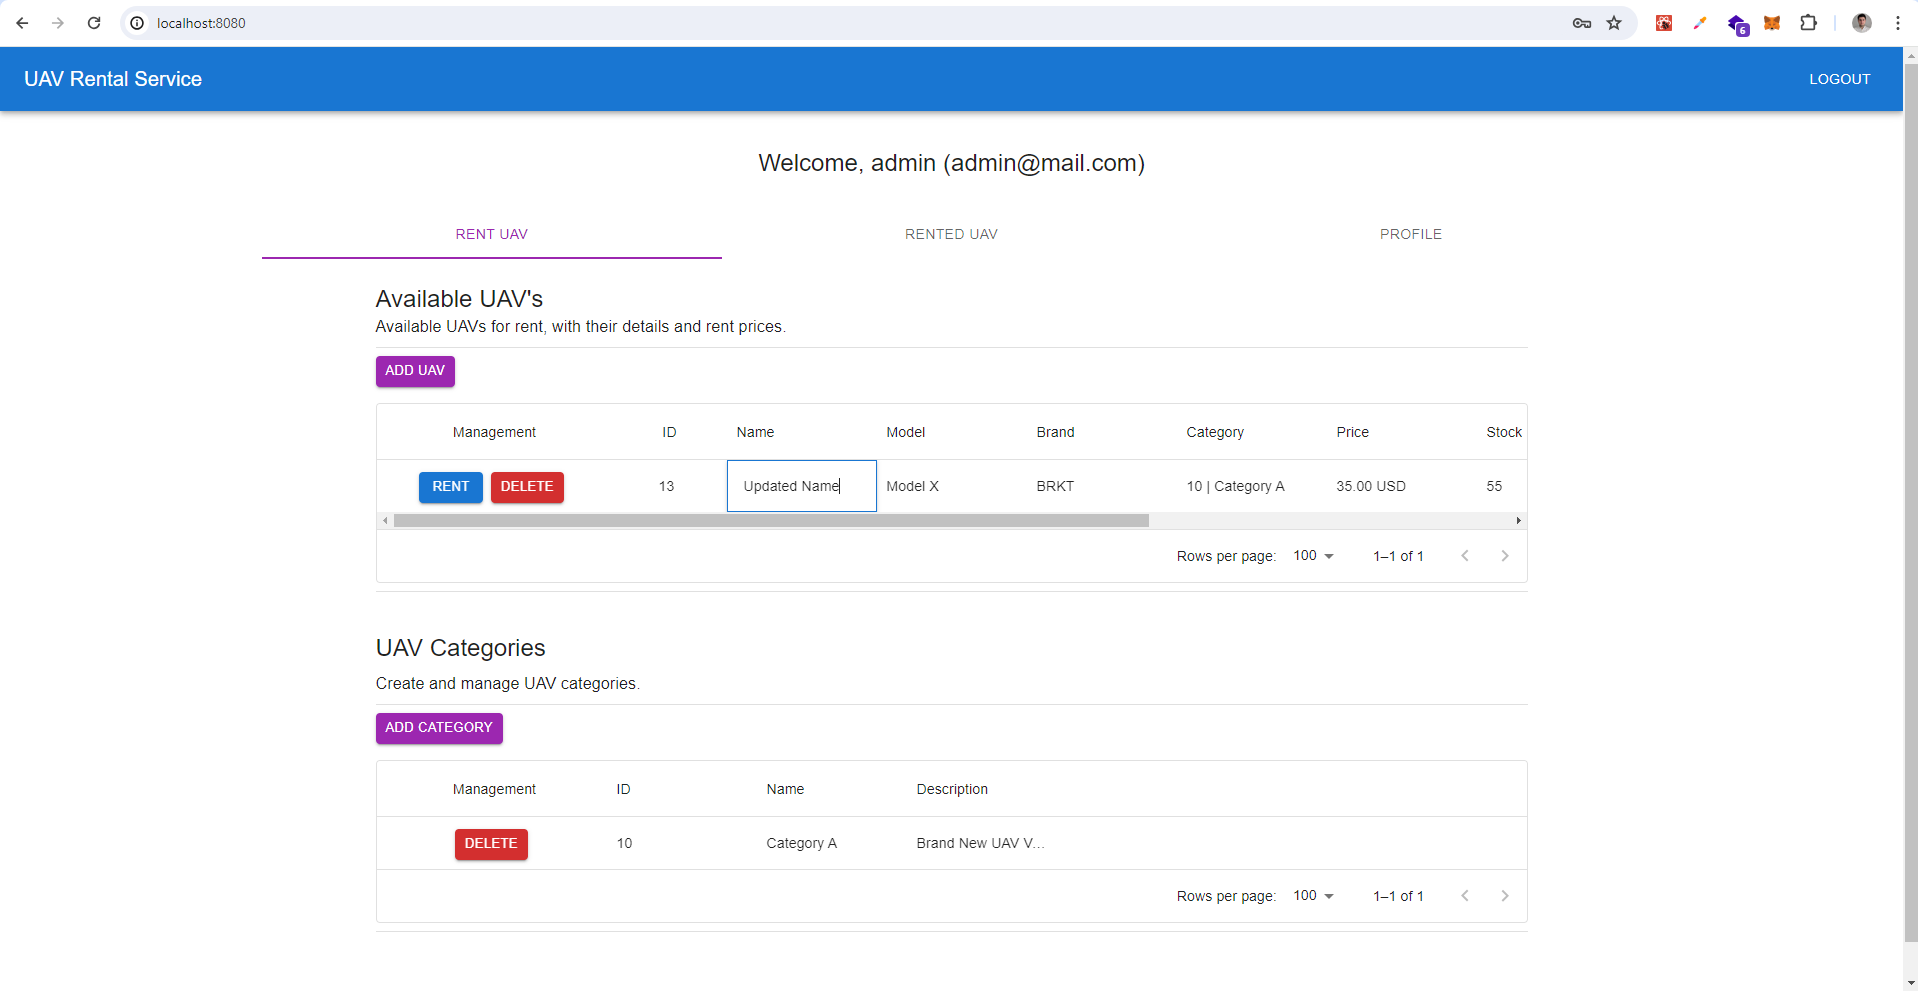 localhost:8080
6
UAV Rental Service
LOGOUT
Welcome, admin (admin@mail.com)
RENT UAV RENTED UAV PROFILE
Available UAV's
Available UAVs for rent, with their details and rent prices.
ADD UAV
Management ID Name Model Brand Category Price Stock
RENT DELETE 13 Updated Name Model X BRKT 10 | Category A 35.00 USD 55
Rows per page: 100 1–1 of 1
UAV Categories
Create and manage UAV categories.
ADD CATEGORY
Management ID Name Description
DELETE 10 Category A Brand New UAV V...
Rows per page: 100 1–1 of 1